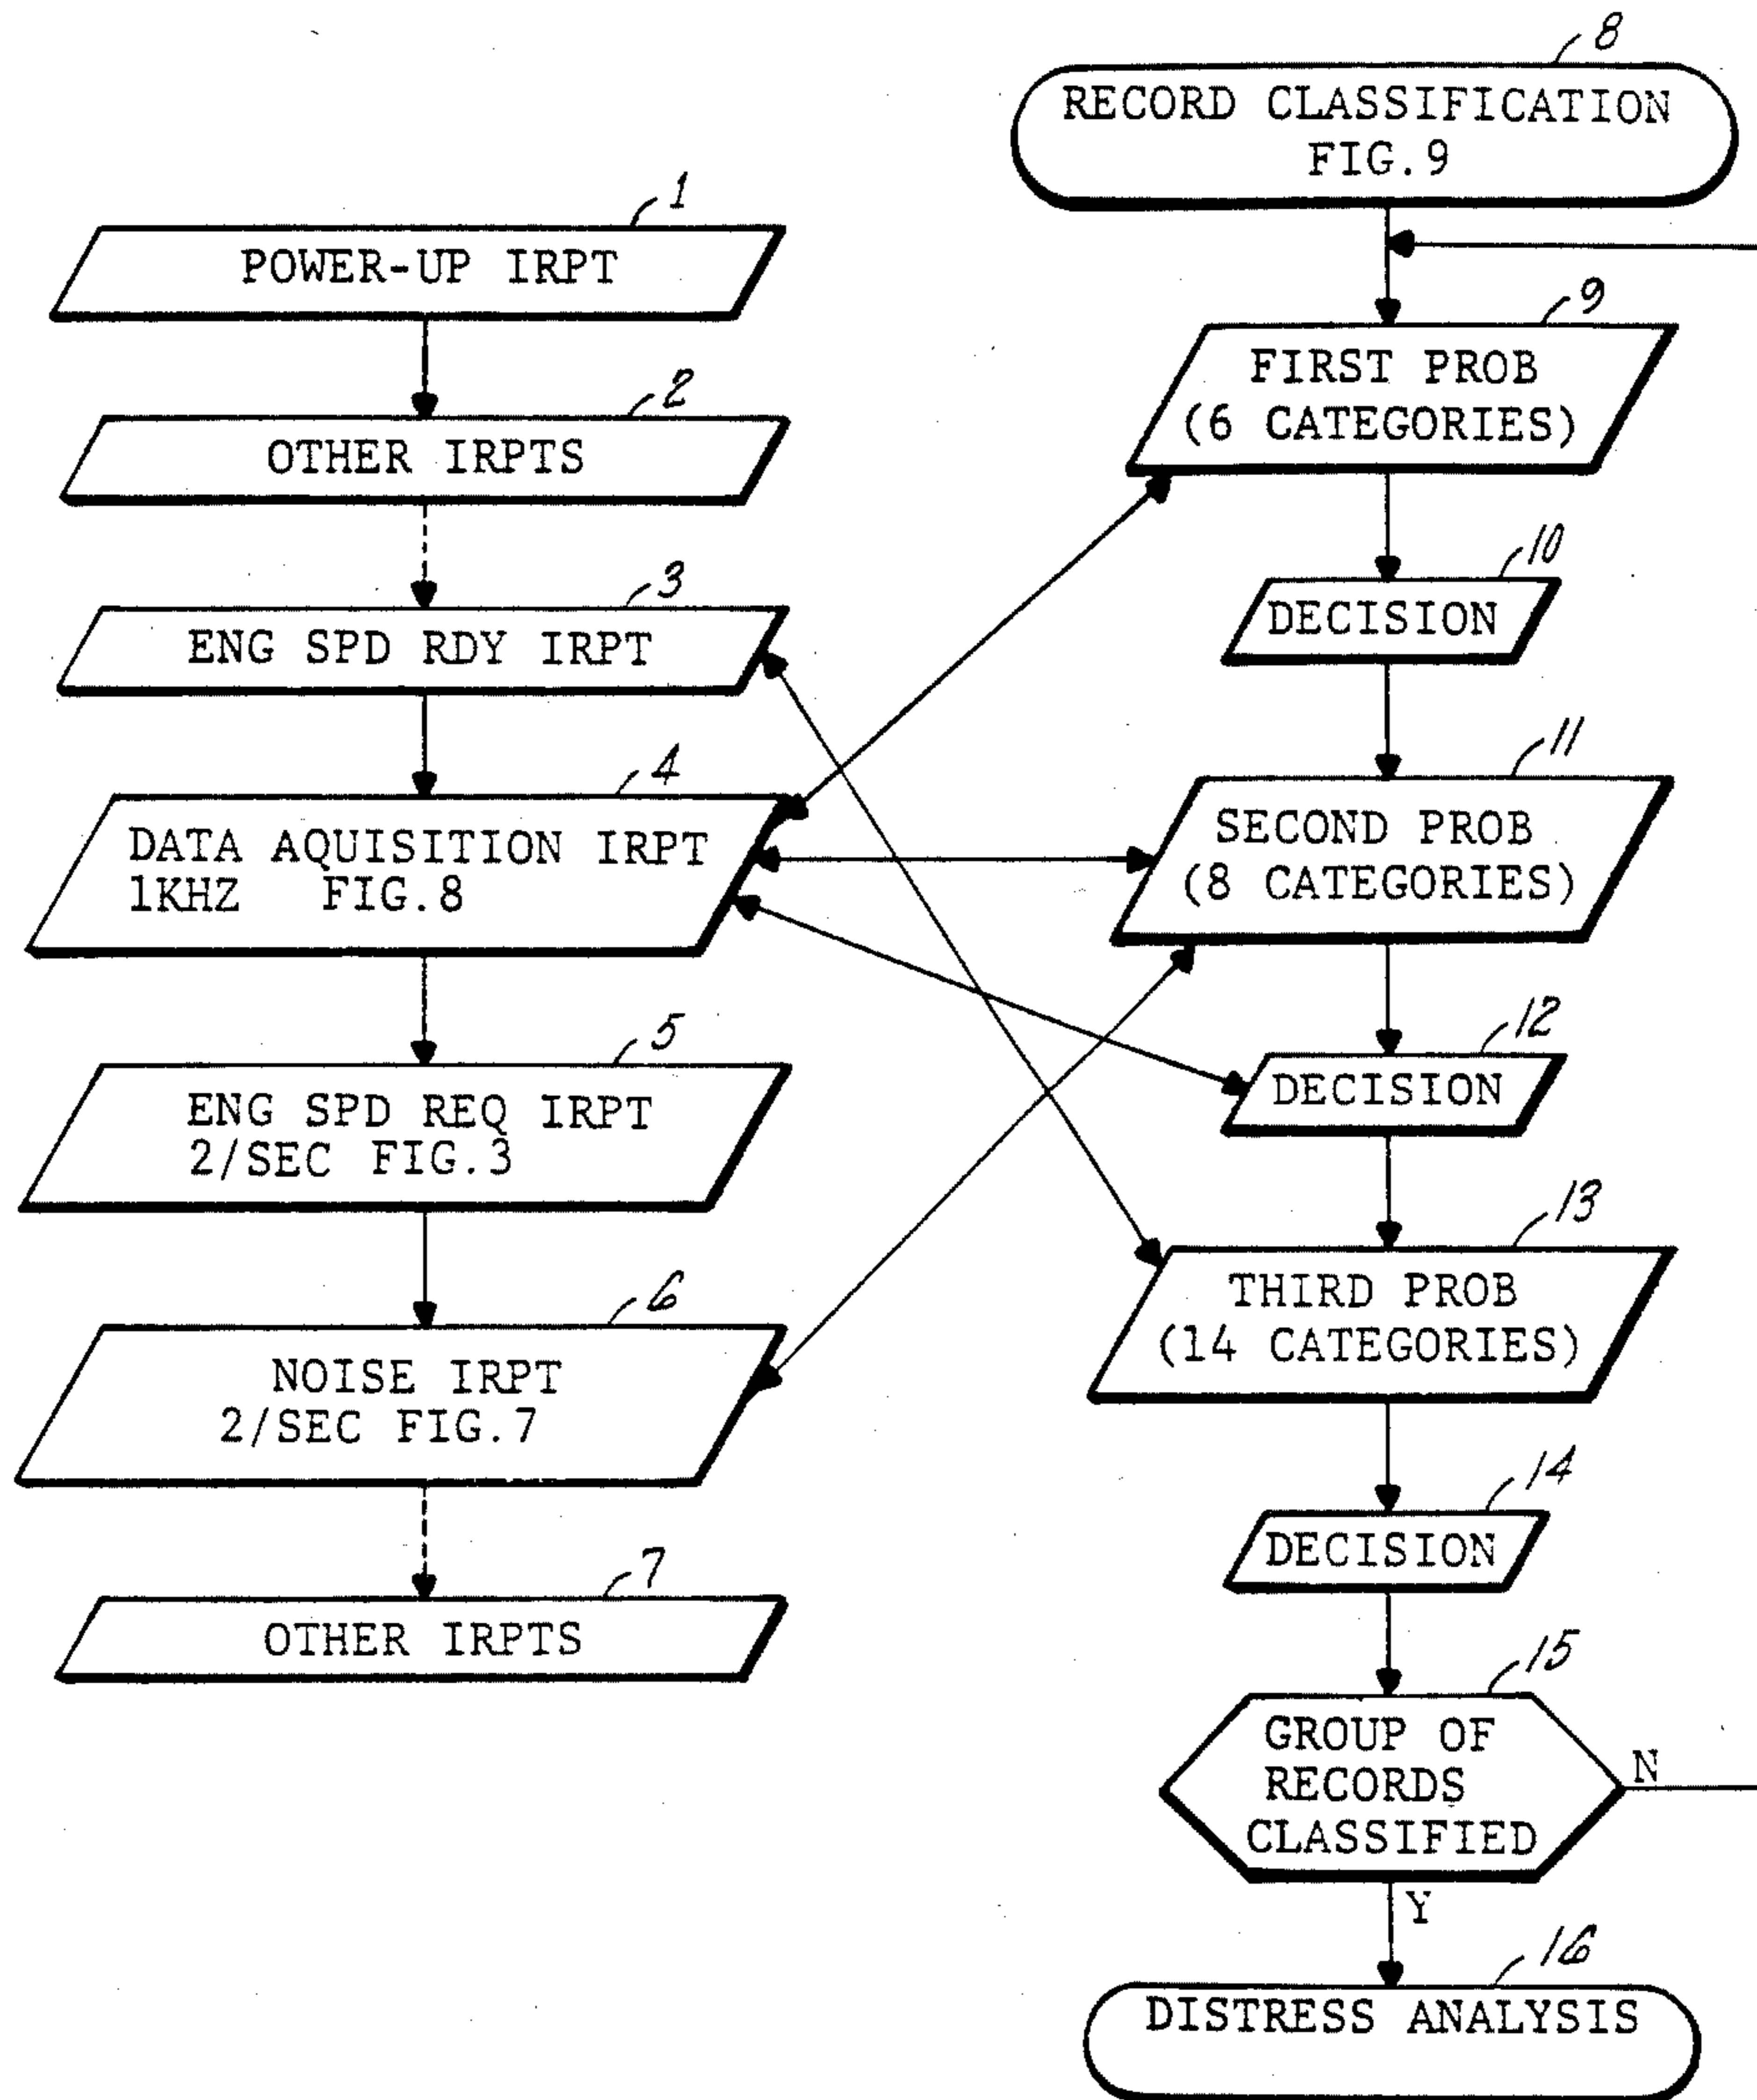 1
POWER-UP IRPT
2
OTHER IRPTS
3
ENG SPD RDY IRPT
4
DATA AQUISITION IRPT
1KHZ FIG.8
5
ENG SPD REQ IRPT
2/SEC FIG.3
6
NOISE IRPT
2/SEC FIG.7
7
OTHER IRPTS
8
RECORD CLASSIFICATION
FIG.9
9
FIRST PROB
(6 CATEGORIES)
10
DECISION
11
SECOND PROB
(8 CATEGORIES)
12
DECISION
13
THIRD PROB
(14 CATEGORIES)
14
DECISION
15
GROUP OF
RECORDS
CLASSIFIED
N
Y
16
DISTRESS ANALYSIS